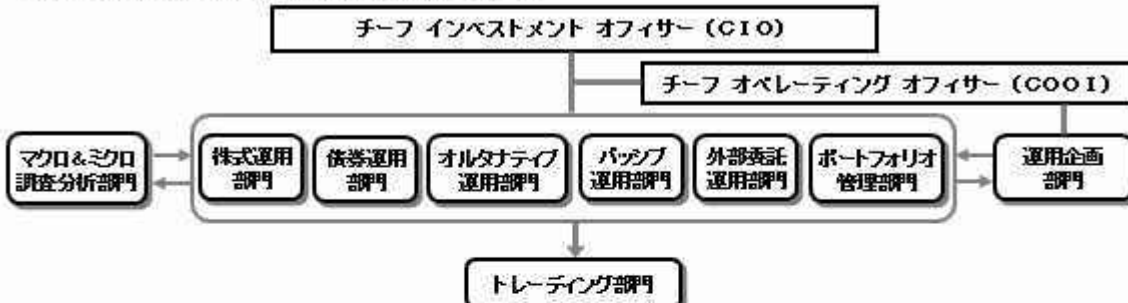 チーフ インベストメント オフィサー (CIO)
チーフ オペレーティング オフィサー (COOI)
マクロ&ミクロ
調査分析部門
株式運用
部門
債券運用
部門
オルタナティブ
運用部門
パッシブ
運用部門
外部委託
運用部門
ポートフォリオ
管理部門
運用企画
部門
トレーディング部門